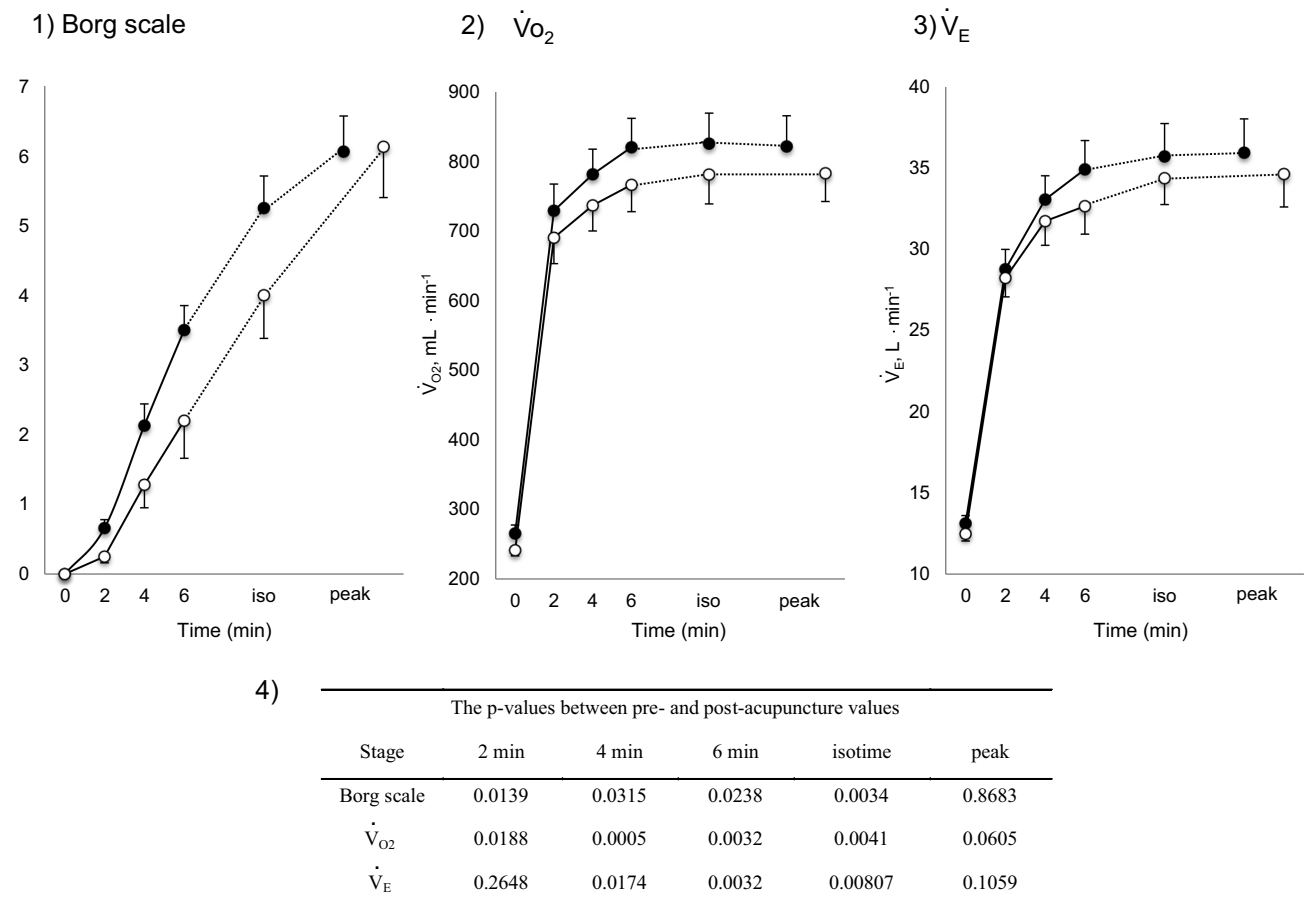 1) Borg scale
7
6
5
4
3
2
1
0
0 2 4 6 iso peak
Time (min)
2) V̇o₂
900
800
700
600
500
400
300
200
V̇O2, mL · min⁻¹
0 2 4 6 iso peak
Time (min)
3) V̇E
40
35
30
25
20
15
10
V̇E, L · min⁻¹
0 2 4 6 iso peak
Time (min)
4)
The p-values between pre- and post-acupuncture values
Stage 2 min 4 min 6 min isotime peak
Borg scale 0.0139 0.0315 0.0238 0.0034 0.8683
V̇O2 0.0188 0.0005 0.0032 0.0041 0.0605
V̇E 0.2648 0.0174 0.0032 0.00807 0.1059